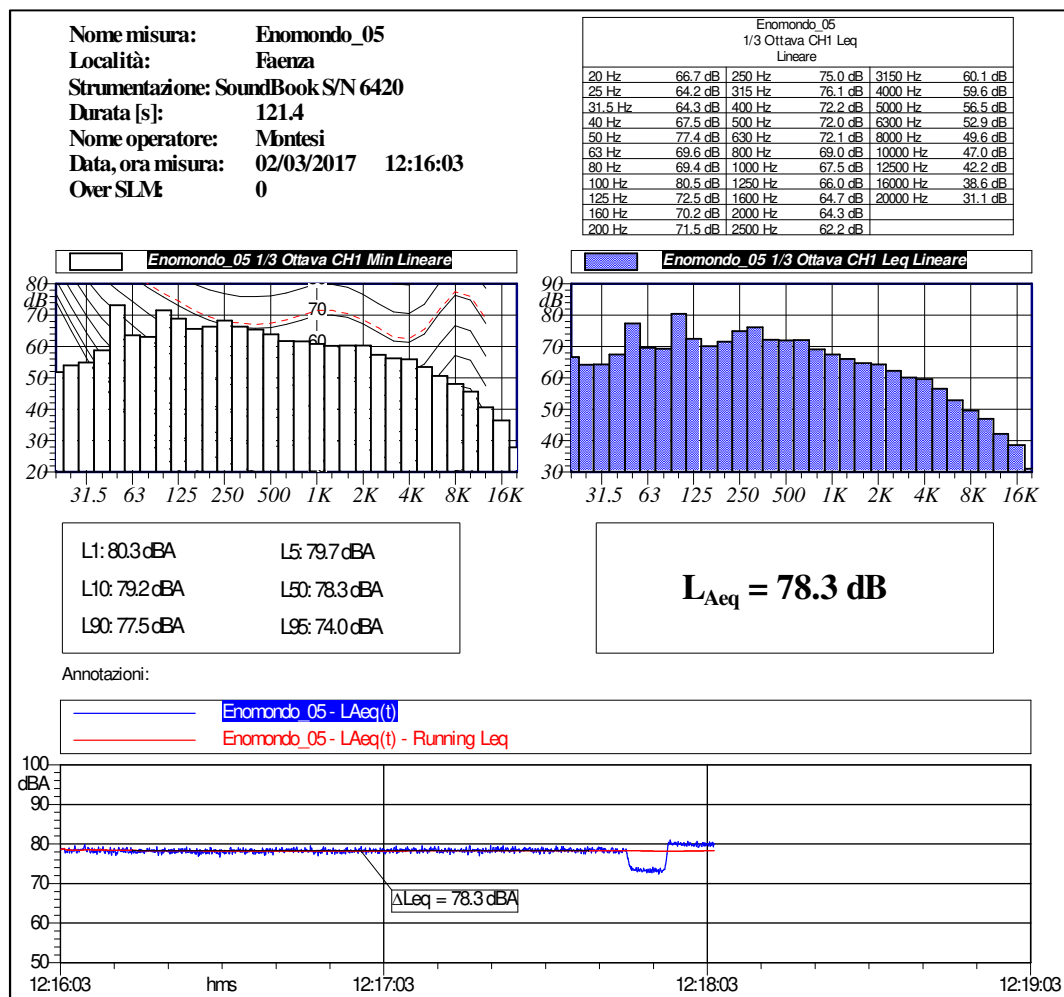 Nome misura: Enomondo_05
Località: Faenza
Strumentazione: SoundBook S/N 6420
Durata [s]: 121.4
Nome operatore: Montesi
Data, ora misura: 02/03/2017 12:16:03
Over SLM: 0
Enomondo_05
1/3 Ottava CH1 Leq
Lineare
20 Hz 66.7 dB 250 Hz 75.0 dB 3150 Hz 60.1 dB
25 Hz 64.2 dB 315 Hz 76.1 dB 4000 Hz 59.6 dB
31.5 Hz 64.3 dB 400 Hz 72.2 dB 5000 Hz 56.5 dB
40 Hz 67.5 dB 500 Hz 72.0 dB 6300 Hz 52.9 dB
50 Hz 77.4 dB 630 Hz 72.1 dB 8000 Hz 49.6 dB
63 Hz 69.6 dB 800 Hz 69.0 dB 10000 Hz 47.0 dB
80 Hz 69.4 dB 1000 Hz 67.5 dB 12500 Hz 42.2 dB
100 Hz 80.5 dB 1250 Hz 66.0 dB 16000 Hz 38.6 dB
125 Hz 72.5 dB 1600 Hz 64.7 dB 20000 Hz 31.1 dB
160 Hz 70.2 dB 2000 Hz 64.3 dB
200 Hz 71.5 dB 2500 Hz 62.2 dB
Enomondo_05 1/3 Ottava CH1 Min Lineare
80
dB
70
60
50
40
30
20
70
60
31.5 63 125 250 500 1K 2K 4K 8K 16K
Enomondo_05 1/3 Ottava CH1 Leq Lineare
90
dB
80
70
60
50
40
30
31.5 63 125 250 500 1K 2K 4K 8K 16K
L1: 80.3 dBA L5: 79.7 dBA
L10: 79.2 dBA L50: 78.3 dBA
L90: 77.5 dBA L95: 74.0 dBA
LAeq = 78.3 dB
Annotazioni:
Enomondo_05 - LAeq(t)
Enomondo_05 - LAeq(t) - Running Leq
100
dBA
90
80
70
60
50
ΔLeq = 78.3 dBA
12:16:03 hms 12:17:03 12:18:03 12:19:03